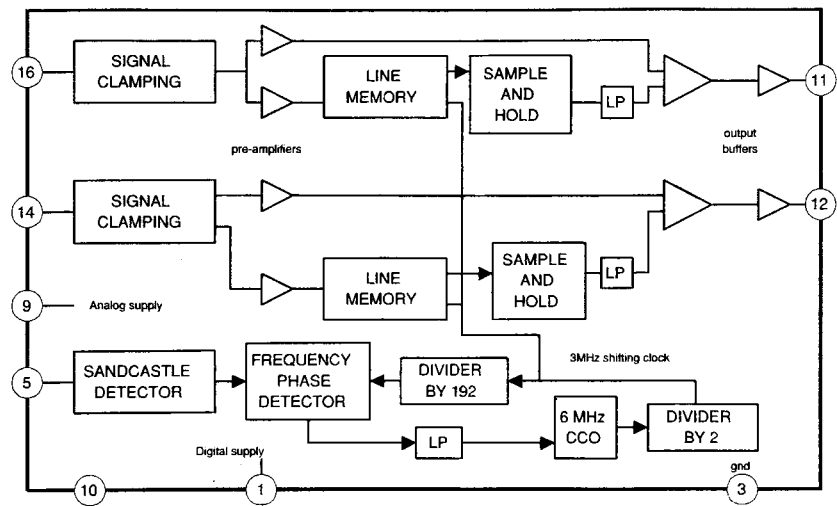 16
SIGNAL
CLAMPING
LINE
MEMORY
SAMPLE
AND
HOLD
LP
11
pre-amplifiers
output
buffers
14
SIGNAL
CLAMPING
12
LINE
MEMORY
SAMPLE
AND
HOLD
LP
9
Analog supply
5
SANDCASTLE
DETECTOR
FREQUENCY
PHASE
DETECTOR
DIVIDER
BY 192
3MHz shifting clock
LP
6 MHz
CCO
DIVIDER
BY 2
Digital supply
gnd
10
1
3